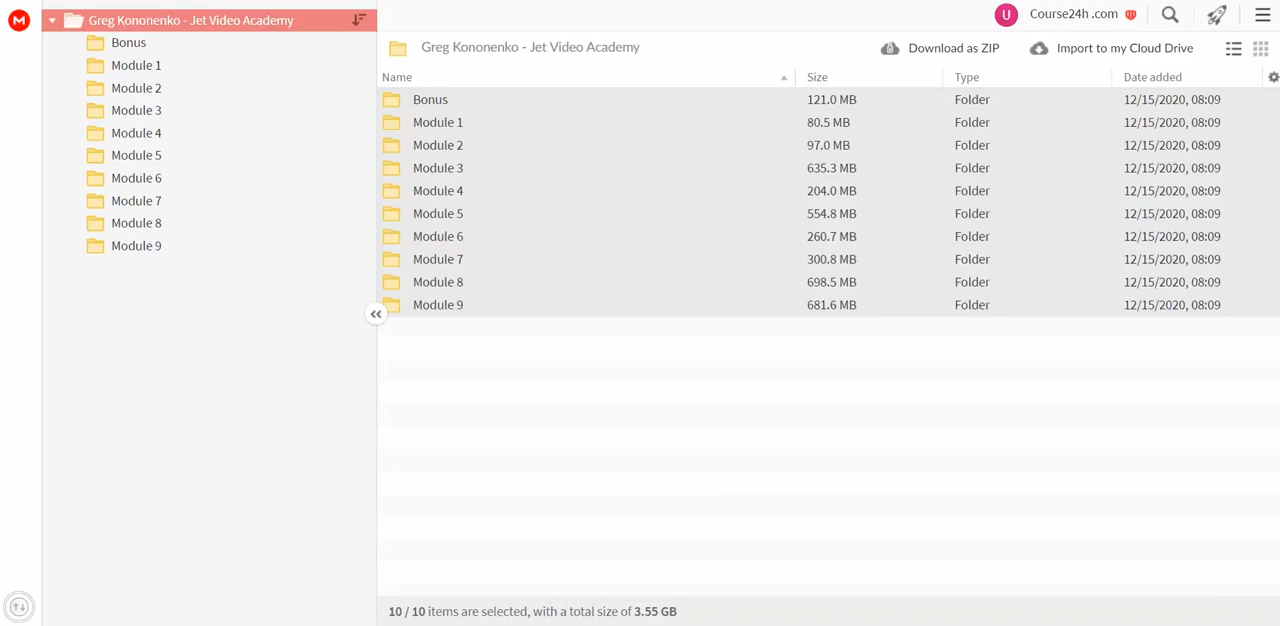 M
Greg Kononenko - Jet Video Academy
Bonus
Module 1
Module 2
Module 3
Module 4
Module 5
Module 6
Module 7
Module 8
Module 9
U Course24h .com
Greg Kononenko - Jet Video Academy Download as ZIP Import to my Cloud Drive
Name Size Type Date added
Bonus 121.0 MB Folder 12/15/2020, 08:09
Module 1 80.5 MB Folder 12/15/2020, 08:09
Module 2 97.0 MB Folder 12/15/2020, 08:09
Module 3 635.3 MB Folder 12/15/2020, 08:09
Module 4 204.0 MB Folder 12/15/2020, 08:09
Module 5 554.8 MB Folder 12/15/2020, 08:09
Module 6 260.7 MB Folder 12/15/2020, 08:09
Module 7 300.8 MB Folder 12/15/2020, 08:09
Module 8 698.5 MB Folder 12/15/2020, 08:09
Module 9 681.6 MB Folder 12/15/2020, 08:09
10 / 10 items are selected, with a total size of 3.55 GB